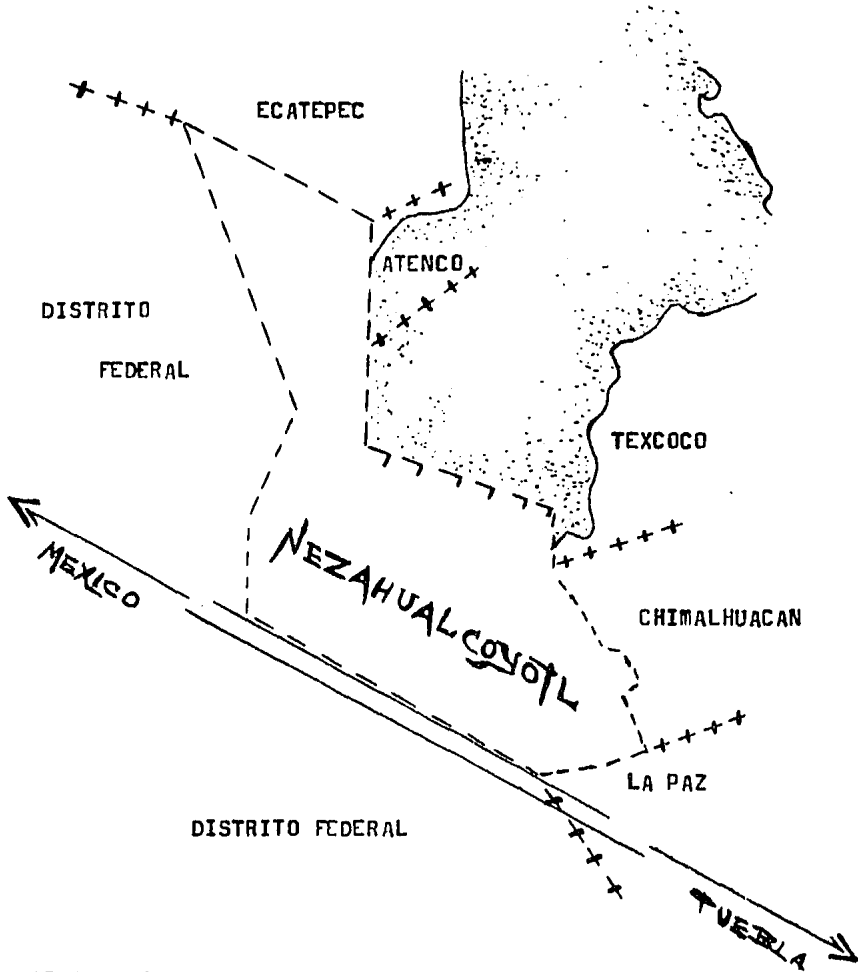 ECATEPEC
ATENCO
DISTRITO
FEDERAL
TEXCOCO
MEXICO
NEZAHUALCOYOTL
CHIMALHUACAN
LA PAZ
DISTRITO FEDERAL
PUEBLA